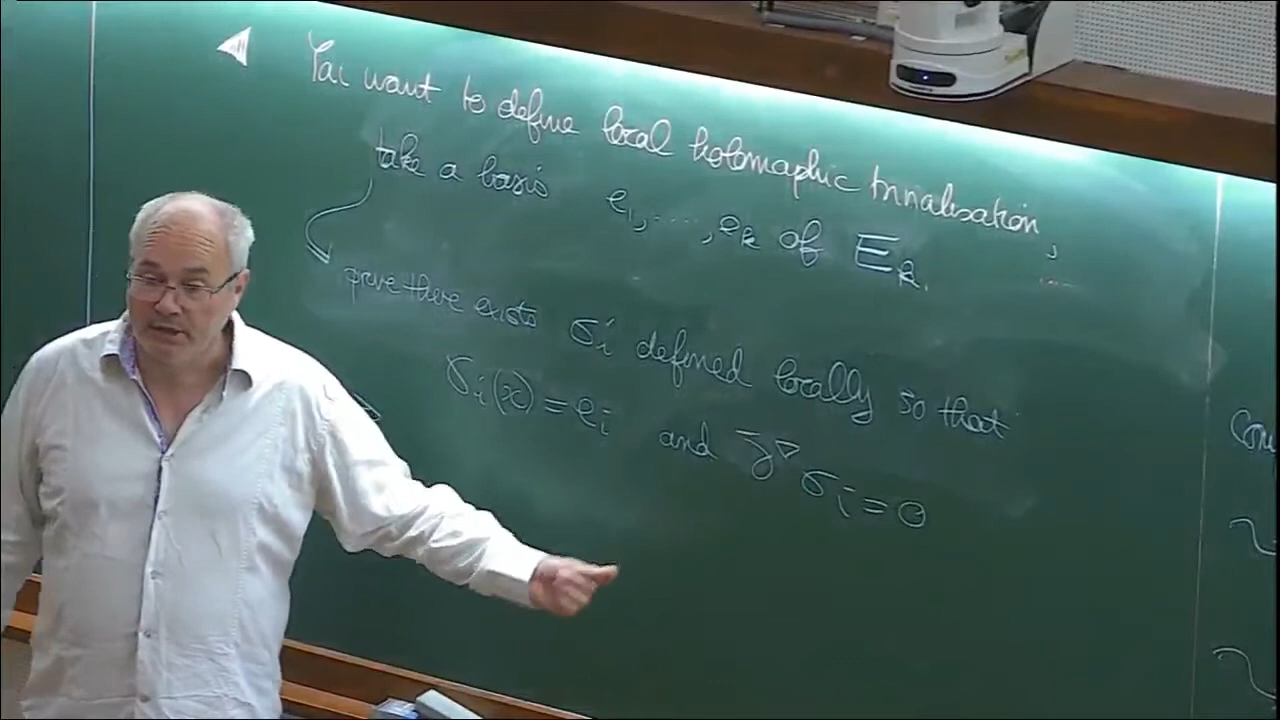 You want to define local holomorphic trivialisation,
take a basis e₁,....,eₖ of Eₖ.
prove there exists σᵢ defined locally so that
σᵢ(x) = eᵢ and ∂̄^∇ σᵢ = 0